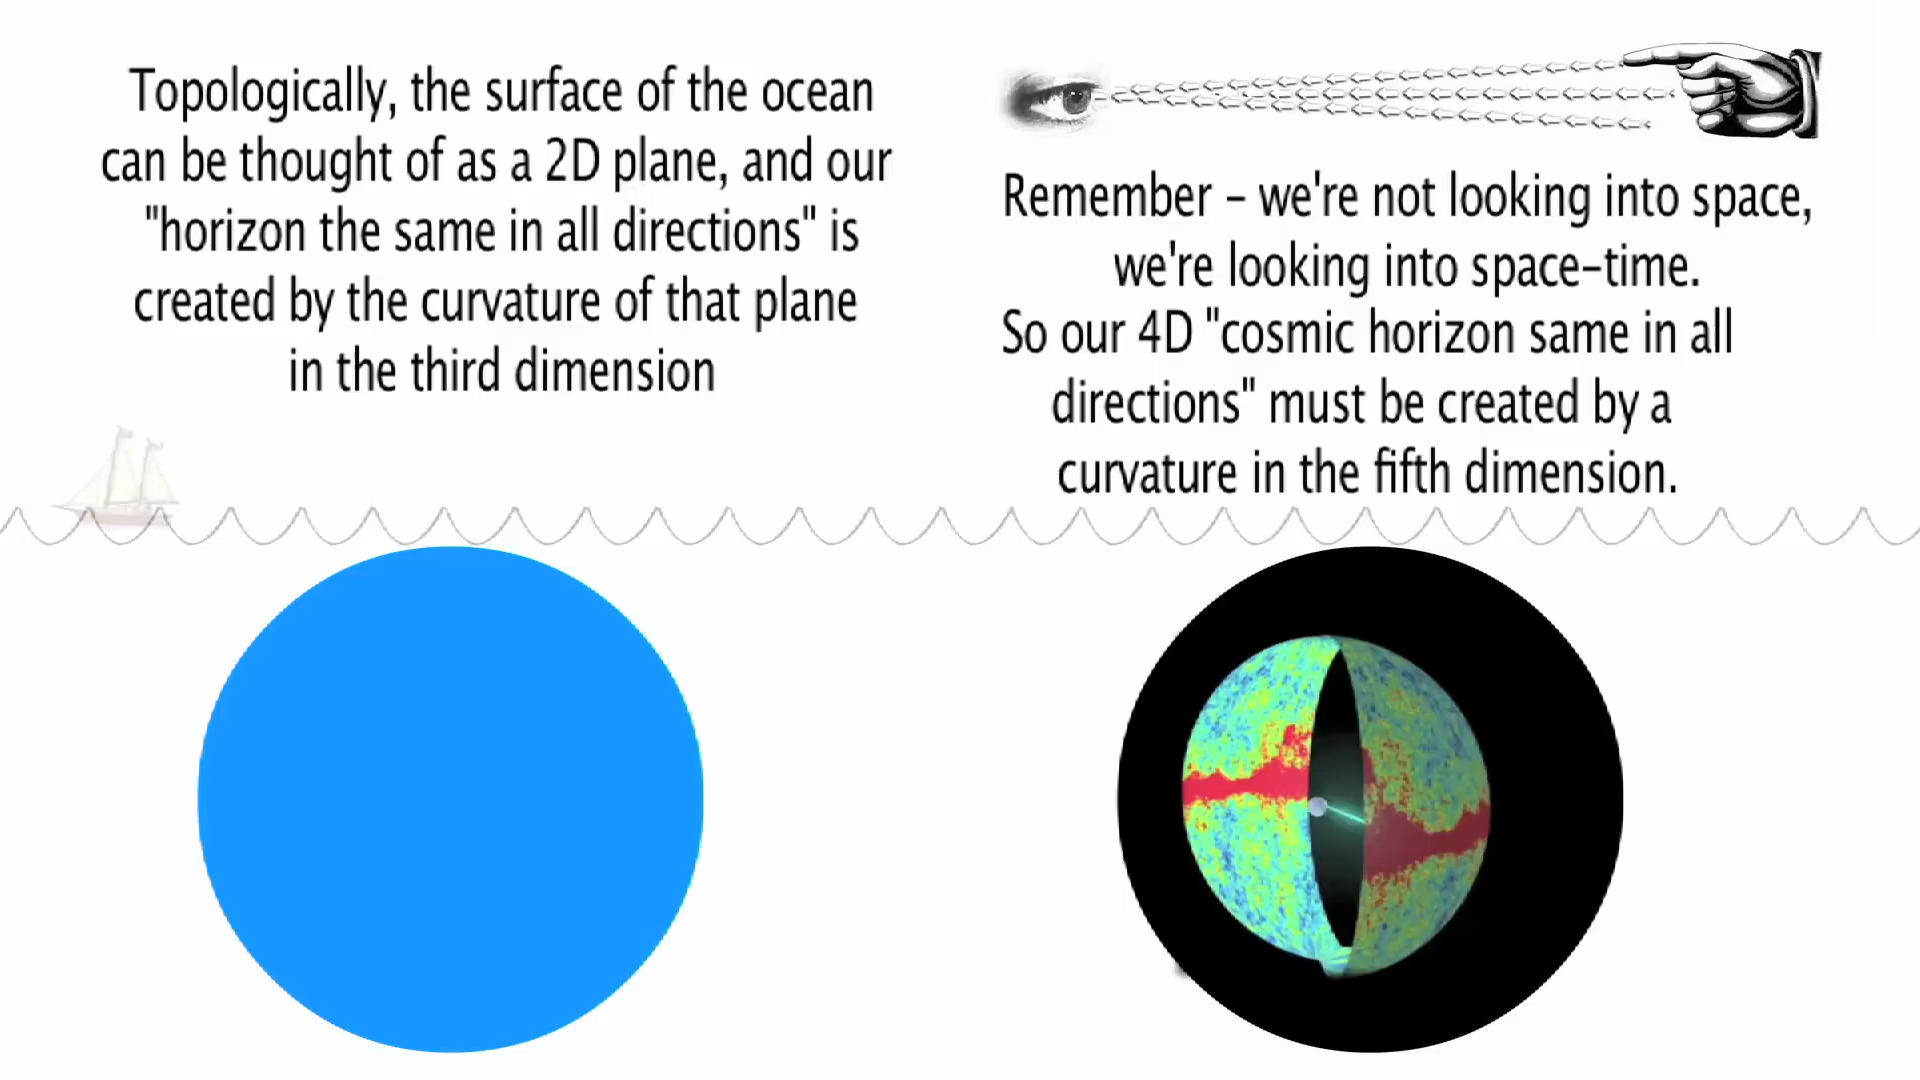 Topologically, the surface of the ocean
can be thought of as a 2D plane, and our
"horizon the same in all directions" is
created by the curvature of that plane
in the third dimension
Remember – we're not looking into space,
we're looking into space–time.
So our 4D "cosmic horizon same in all
directions" must be created by a
curvature in the fifth dimension.